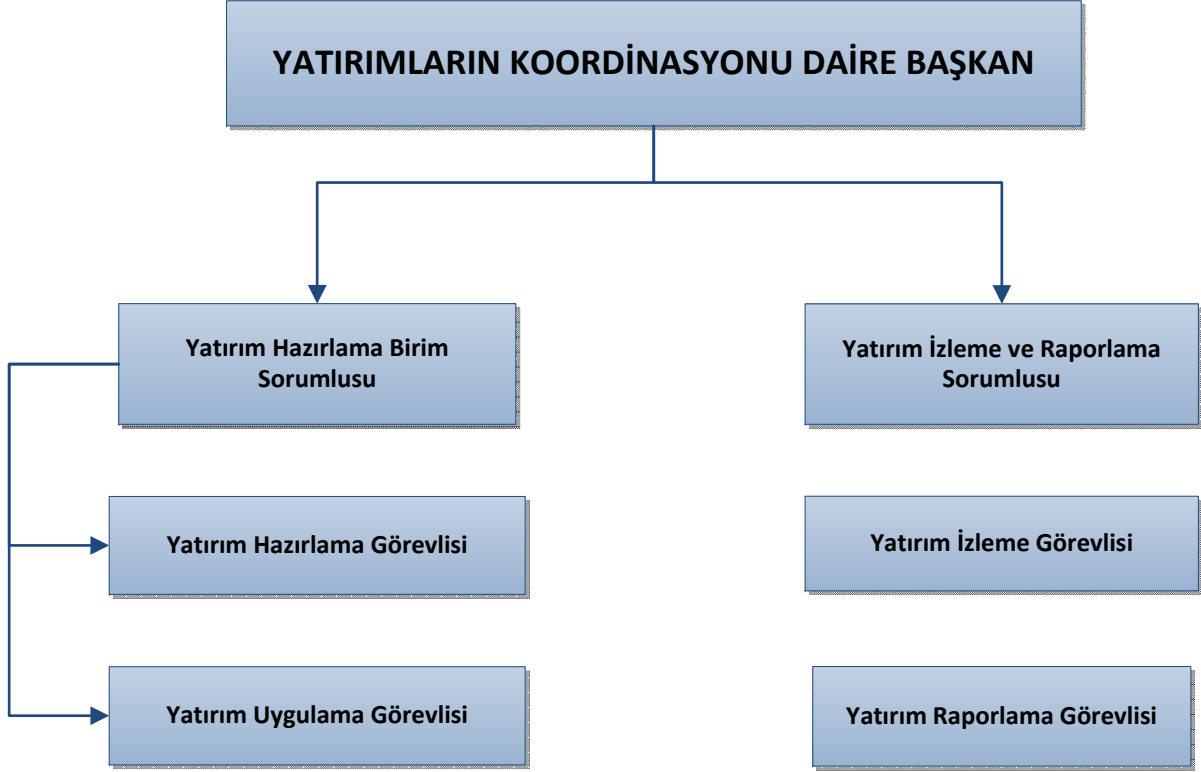 YATIRIMLARIN KOORDİNASYONU DAİRE BAŞKAN
Yatırım Hazırlama Birim
Sorumlusu
Yatırım İzleme ve Raporlama
Sorumlusu
Yatırım Hazırlama Görevlisi
Yatırım İzleme Görevlisi
Yatırım Uygulama Görevlisi
Yatırım Raporlama Görevlisi